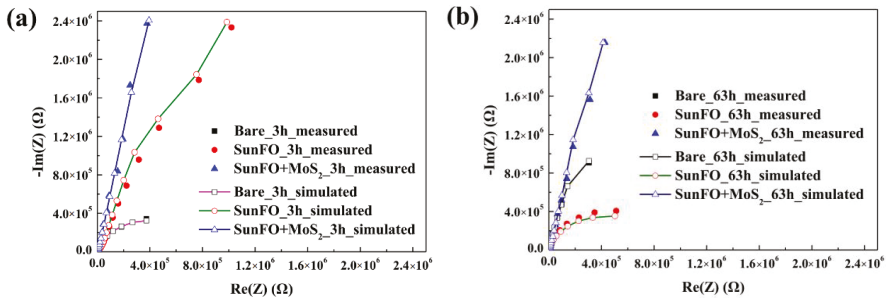 (a)
2.4×10⁶
2.0×10⁶
1.6×10⁶
1.2×10⁶
8.0×10⁵
4.0×10⁵
0.0
-Im(Z) (Ω)
Bare_3h_measured
SunFO_3h_measured
SunFO+MoS₂_3h_measured
Bare_3h_simulated
SunFO_3h_simulated
SunFO+MoS₂_3h_simulated
0.0 4.0×10⁵ 8.0×10⁵ 1.2×10⁶ 1.6×10⁶ 2.0×10⁶ 2.4×10⁶
Re(Z) (Ω)
(b)
2.4×10⁶
2.0×10⁶
1.6×10⁶
1.2×10⁶
8.0×10⁵
4.0×10⁵
0.0
-Im(Z) (Ω)
Bare_63h_measured
SunFO_63h_measured
SunFO+MoS₂_63h_measured
Bare_63h_simulated
SunFO_63h_simulated
SunFO+MoS₂_63h_simulated
0.0 4.0×10⁵ 8.0×10⁵ 1.2×10⁶ 1.6×10⁶ 2.0×10⁶ 2.4×10⁶
Re(Z) (Ω)